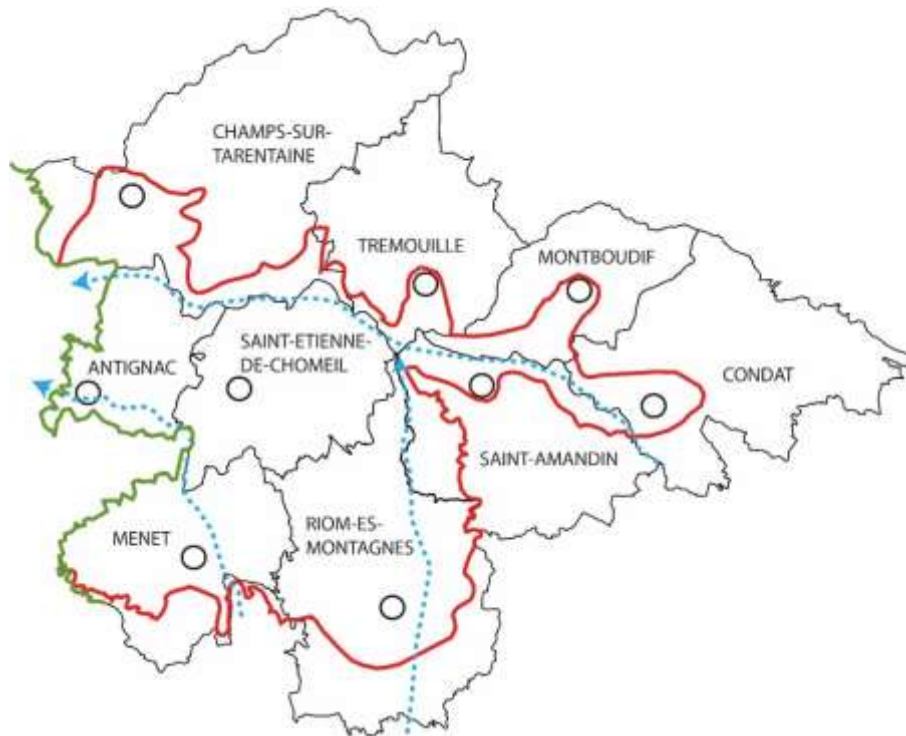 CHAMPS-SUR-
TARENTAINE
TREMOUILLE
MONTBOUDIF
SAINT-ETIENNE-
DE-CHOMEIL
ANTIGNAC
CONDAT
SAINT-AMANDIN
RIOM-ES-
MONTAGNES
MENET